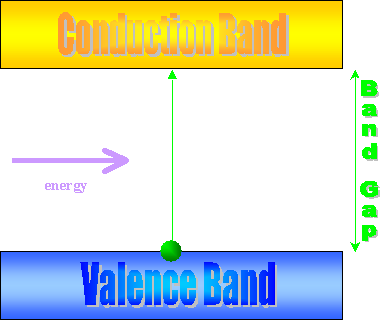 Conduction Band
energy
Band Gap
Valence Band